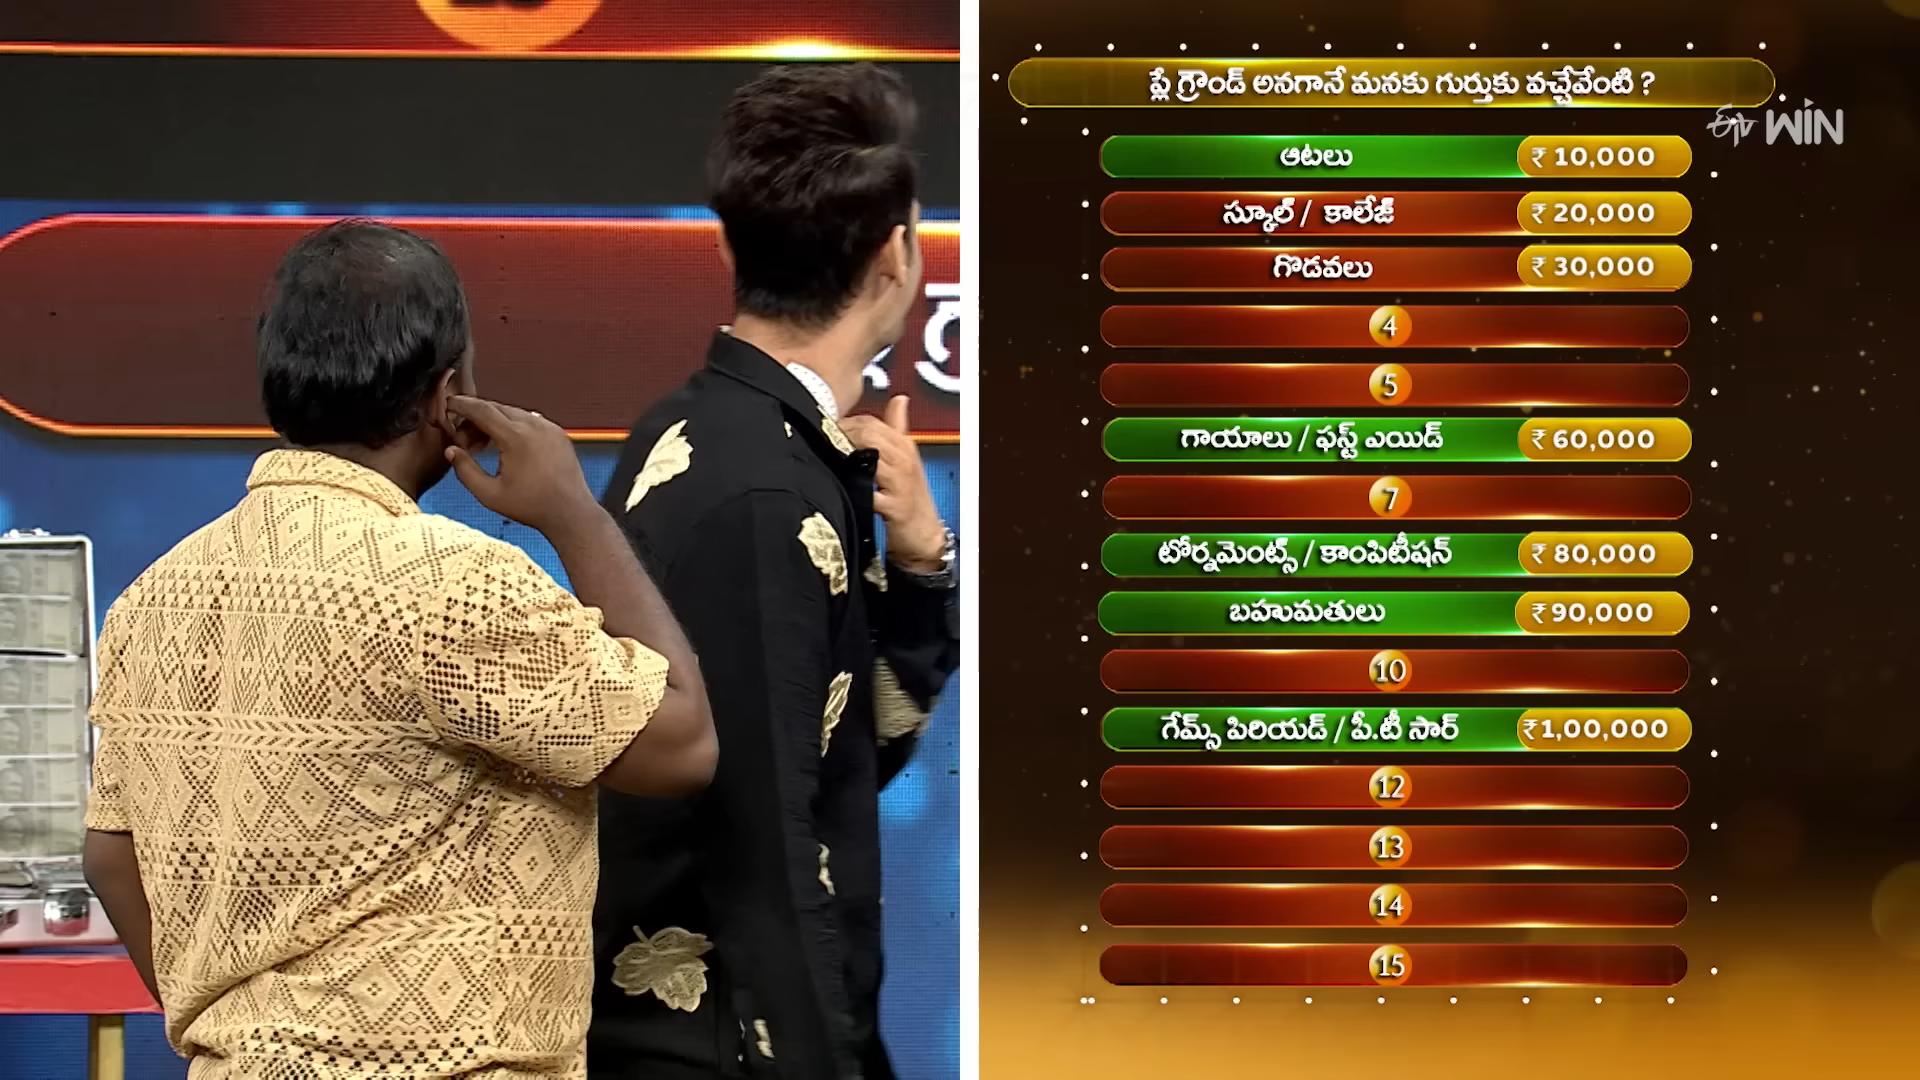 ప్లే గ్రౌండ్ అనగానే మనకు గుర్తుకు వచ్చేవేంటి ?
ఈటీవీ WIN
ఆటలు ₹ 10,000
స్కూల్ / కాలేజ్ ₹ 20,000
గొడవలు ₹ 30,000
4
5
గాయాలు / ఫస్ట్ ఎయిడ్ ₹ 60,000
7
టోర్నమెంట్స్ / కాంపిటీషన్ ₹ 80,000
బహుమతులు ₹ 90,000
10
గేమ్స్ పిరియడ్ / పీ.టీ సార్ ₹1,00,000
12
13
14
15